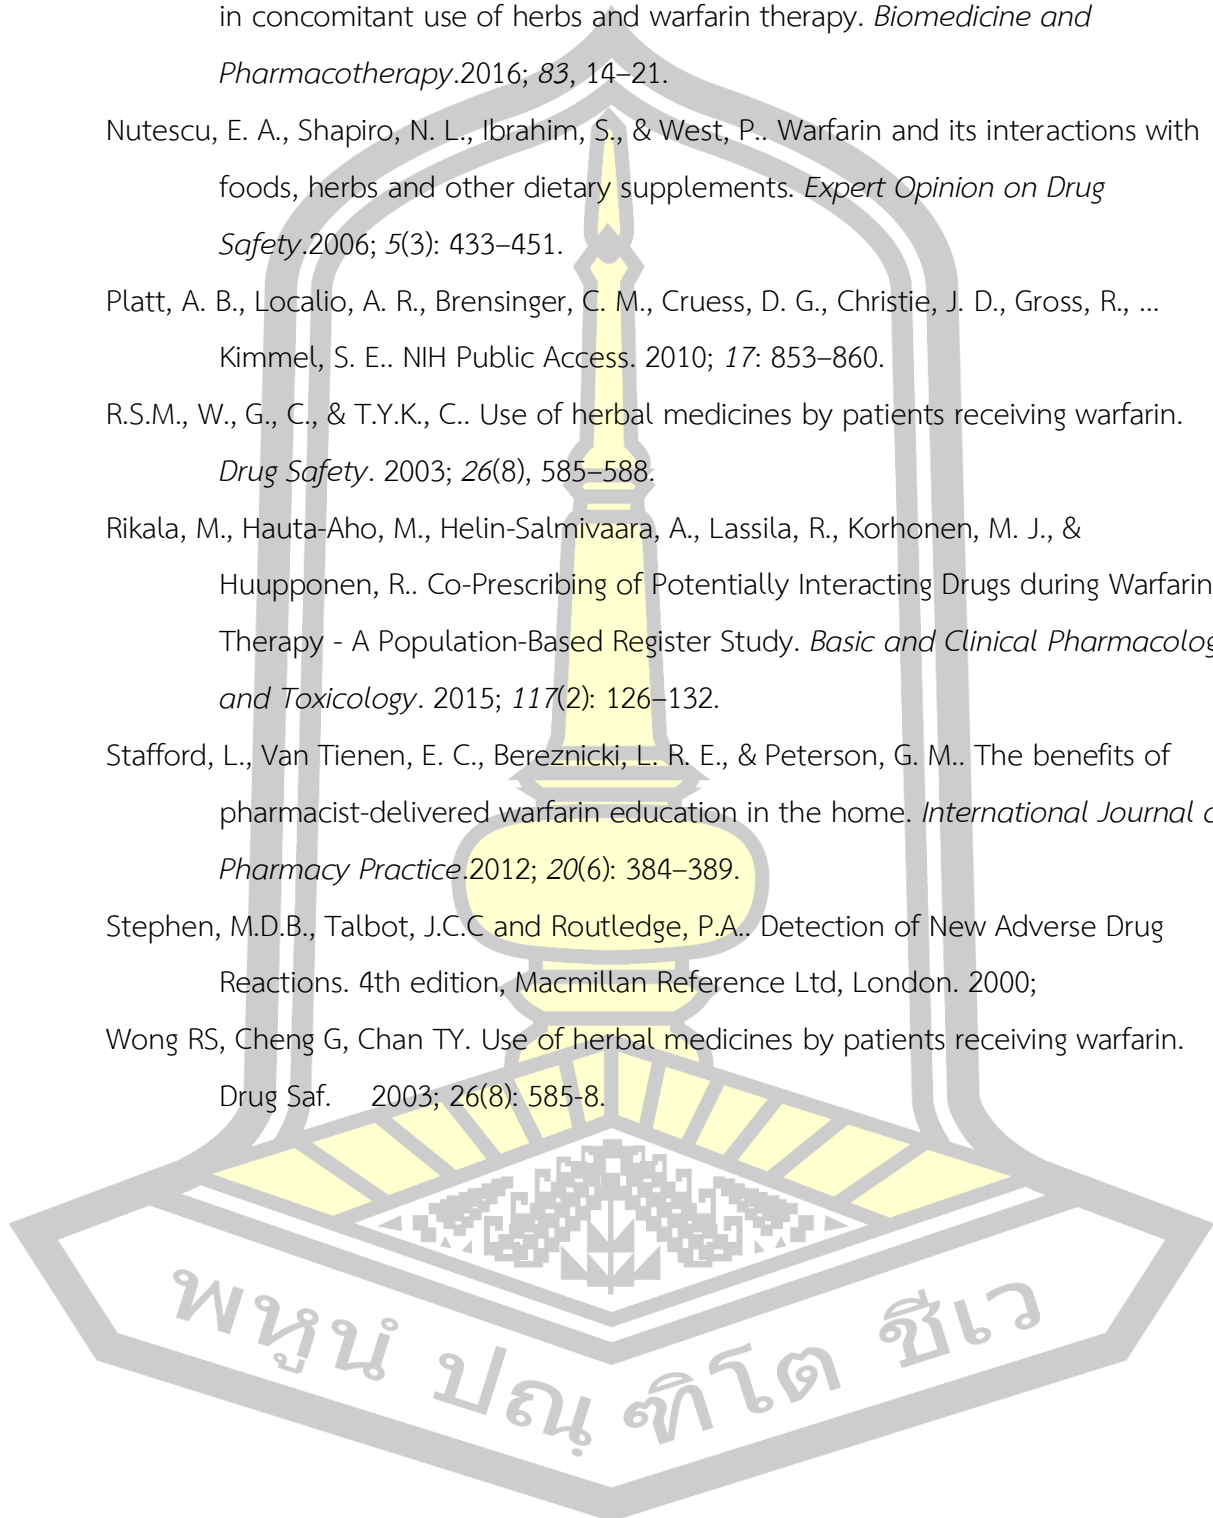 in concomitant use of herbs and warfarin therapy. Biomedicine and
Pharmacotherapy.2016; 83, 14–21.
Nutescu, E. A., Shapiro, N. L., Ibrahim, S., & West, P.. Warfarin and its interactions with
foods, herbs and other dietary supplements. Expert Opinion on Drug
Safety.2006; 5(3): 433–451.
Platt, A. B., Localio, A. R., Brensinger, C. M., Cruess, D. G., Christie, J. D., Gross, R., ...
Kimmel, S. E.. NIH Public Access. 2010; 17: 853–860.
R.S.M., W., G., C., & T.Y.K., C.. Use of herbal medicines by patients receiving warfarin.
Drug Safety. 2003; 26(8), 585–588.
Rikala, M., Hauta-Aho, M., Helin-Salmivaara, A., Lassila, R., Korhonen, M. J., &
Huupponen, R.. Co-Prescribing of Potentially Interacting Drugs during Warfarin
Therapy - A Population-Based Register Study. Basic and Clinical Pharmacolog
and Toxicology. 2015; 117(2): 126–132.
Stafford, L., Van Tienen, E. C., Bereznicki, L. R. E., & Peterson, G. M.. The benefits of
pharmacist-delivered warfarin education in the home. International Journal o
Pharmacy Practice.2012; 20(6): 384–389.
Stephen, M.D.B., Talbot, J.C.C and Routledge, P.A.. Detection of New Adverse Drug
Reactions. 4th edition, Macmillan Reference Ltd, London. 2000;
Wong RS, Cheng G, Chan TY. Use of herbal medicines by patients receiving warfarin.
Drug Saf. 2003; 26(8): 585-8.
พหูนํ ปณฺฑิโต ชีเว